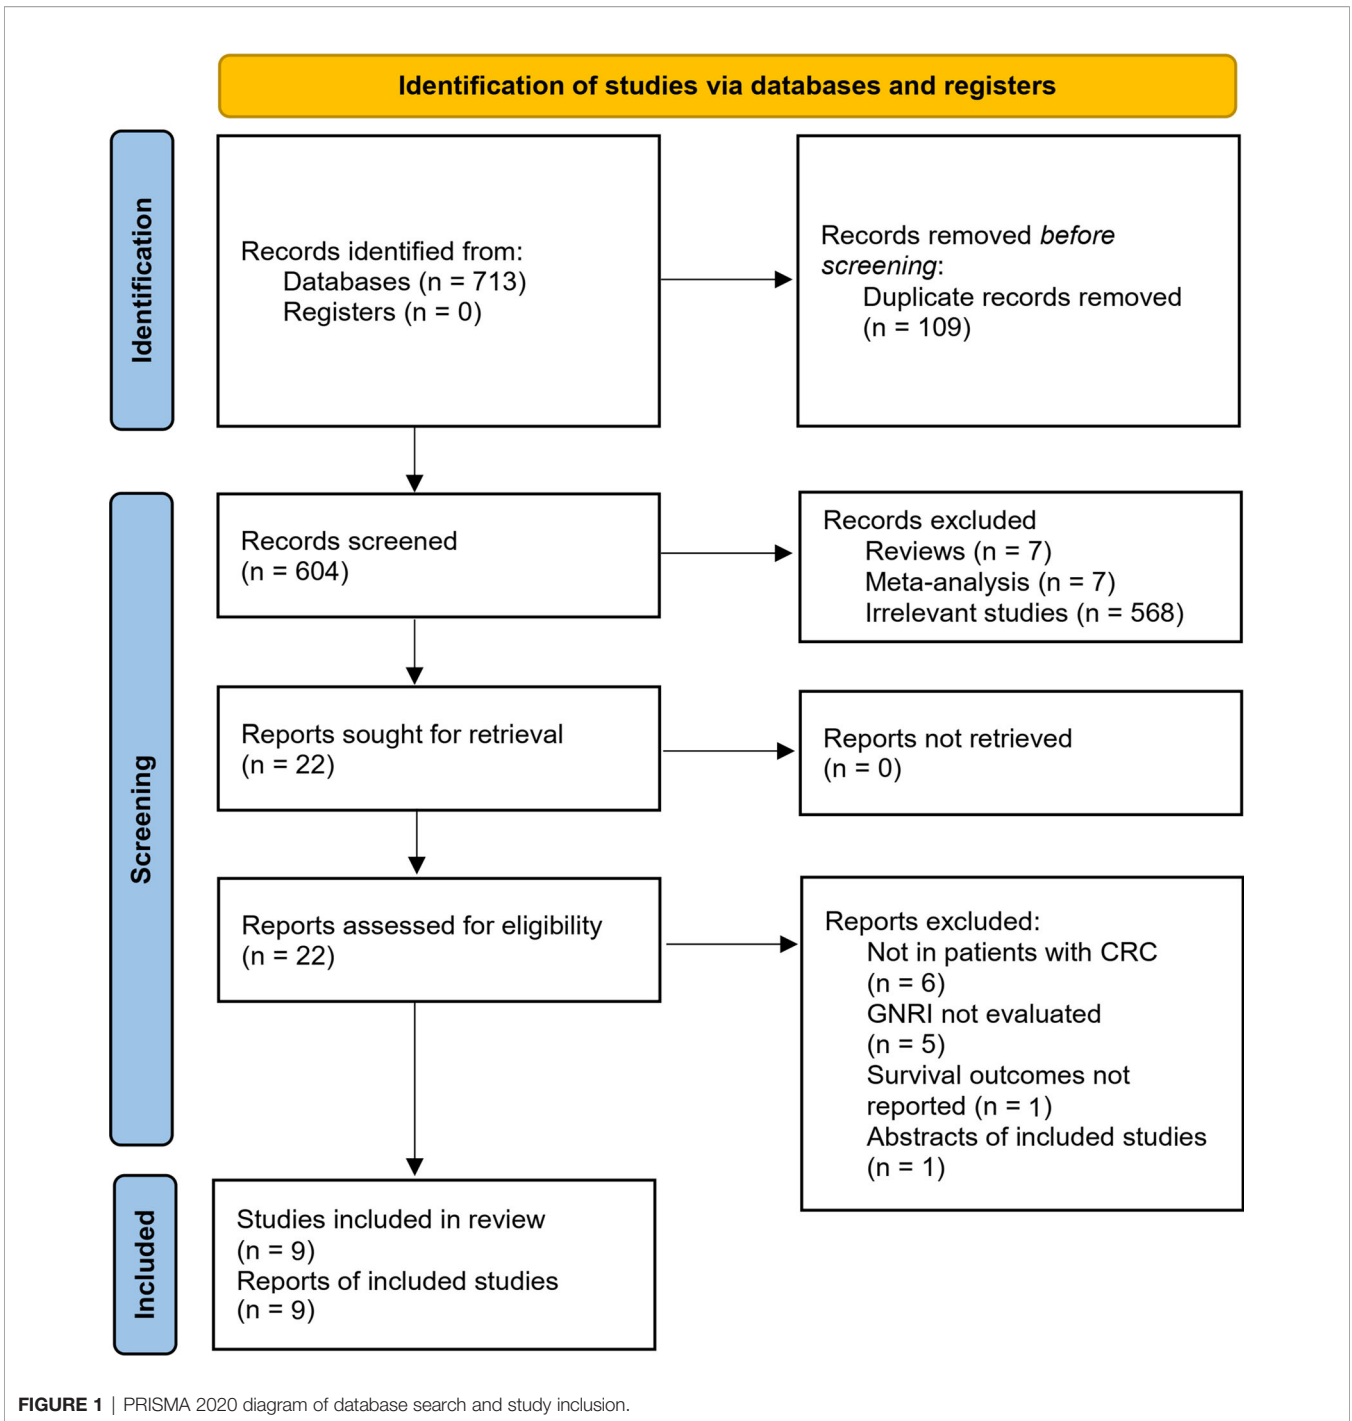 Identification of studies via databases and registers
Identification
Records identified from:
Databases (n = 713)
Registers (n = 0)
Records removed before
screening:
Duplicate records removed
(n = 109)
Screening
Records screened
(n = 604)
Records excluded
Reviews (n = 7)
Meta-analysis (n = 7)
Irrelevant studies (n = 568)
Reports sought for retrieval
(n = 22)
Reports not retrieved
(n = 0)
Reports assessed for eligibility
(n = 22)
Reports excluded:
Not in patients with CRC
(n = 6)
GNRI not evaluated
(n = 5)
Survival outcomes not
reported (n = 1)
Abstracts of included studies
(n = 1)
Included
Studies included in review
(n = 9)
Reports of included studies
(n = 9)
FIGURE 1 | PRISMA 2020 diagram of database search and study inclusion.